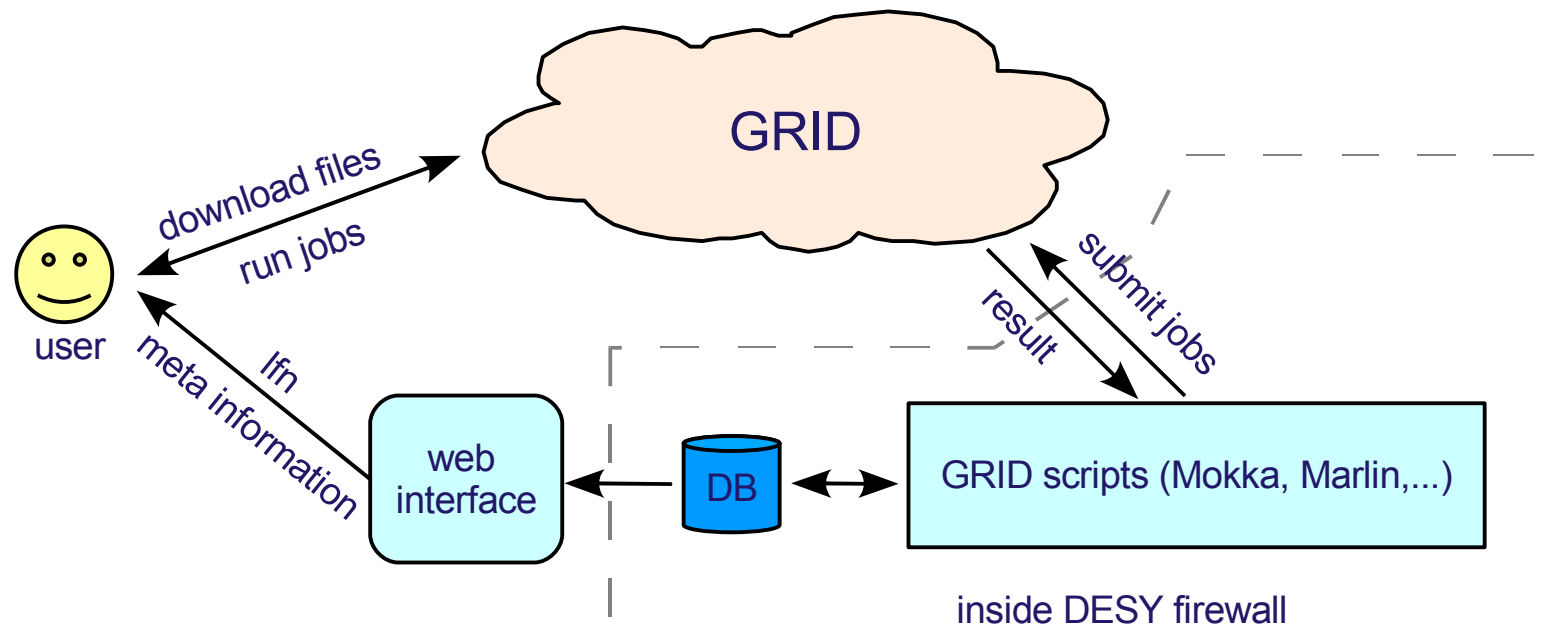 GRID
download files
run jobs
user
lfn
meta information
submit jobs
result
web
interface
DB
GRID scripts (Mokka, Marlin,...)
inside DESY firewall